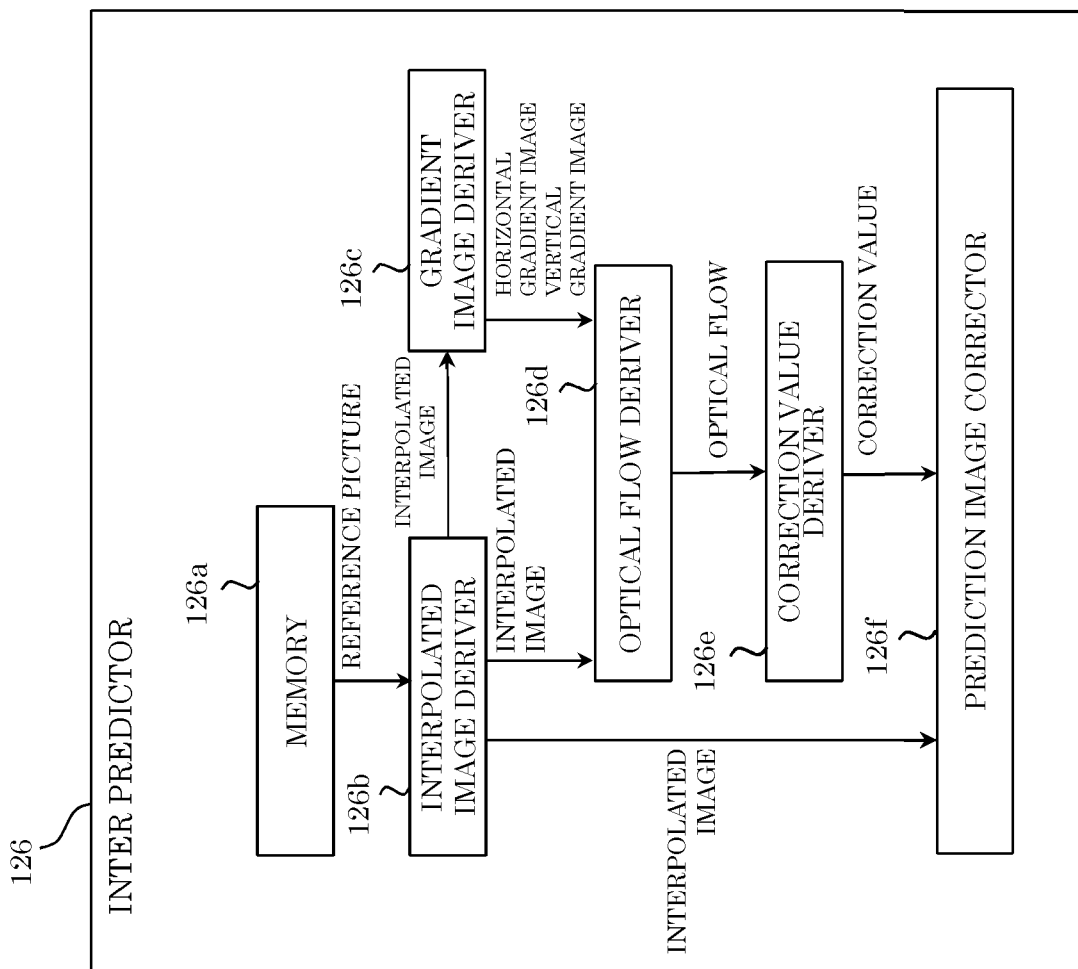 126
INTER PREDICTOR
126a
MEMORY
REFERENCE PICTURE
126b
INTERPOLATED
IMAGE DERIVER
INTERPOLATED
IMAGE
126c
GRADIENT
IMAGE DERIVER
HORIZONTAL
GRADIENT IMAGE
VERTICAL
GRADIENT IMAGE
INTERPOLATED
IMAGE
126d
OPTICAL FLOW DERIVER
OPTICAL FLOW
126e
CORRECTION VALUE
DERIVER
CORRECTION VALUE
INTERPOLATED
IMAGE
126f
PREDICTION IMAGE CORRECTOR